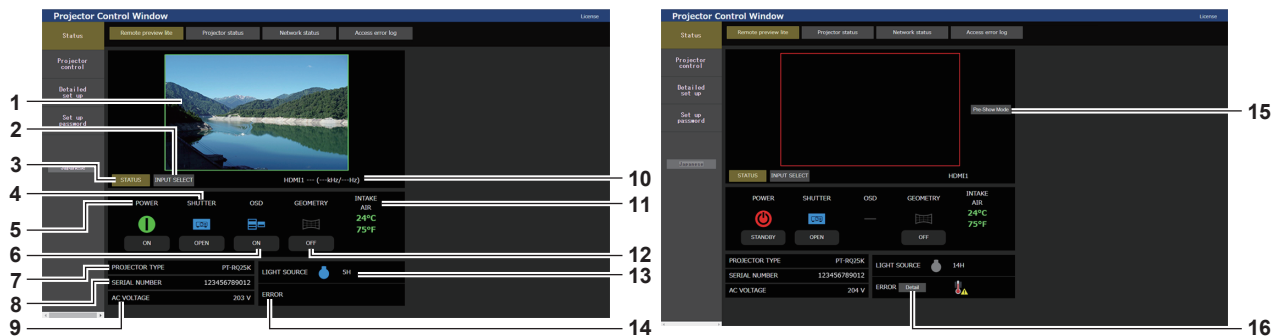 Projector Control Window
License
Status
Remote preview lite
Projector status
Network status
Access error log
Projector
control
Detailed
set up
Set up
password
1
2
3
4
5
6
7
8
9
STATUS
INPUT SELECT
HDMI1 --- (---kHz/---Hz)
POWER
SHUTTER
OSD
GEOMETRY
INTAKE
AIR
24°C
75°F
ON
OPEN
ON
OFF
PROJECTOR TYPE
PT-RQ25K
SERIAL NUMBER
123456789012
AC VOLTAGE
203 V
LIGHT SOURCE
5H
ERROR
10
11
12
13
14
Projector Control Window
License
Status
Remote preview lite
Projector status
Network status
Access error log
Projector
control
Detailed
set up
Set up
password
Pre-Show Mode
15
STATUS
INPUT SELECT
HDMI1
POWER
SHUTTER
OSD
GEOMETRY
INTAKE
AIR
24°C
75°F
STANDBY
OPEN
OFF
PROJECTOR TYPE
PT-RQ25K
SERIAL NUMBER
123456789012
AC VOLTAGE
204 V
LIGHT SOURCE
14H
ERROR
Detail
16